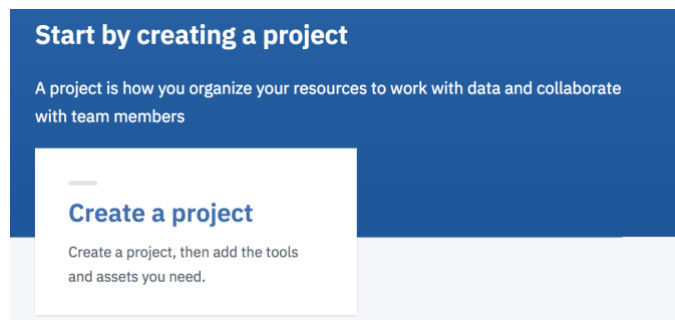 Start by creating a project
A project is how you organize your resources to work with data and collaborate
with team members
Create a project
Create a project, then add the tools
and assets you need.